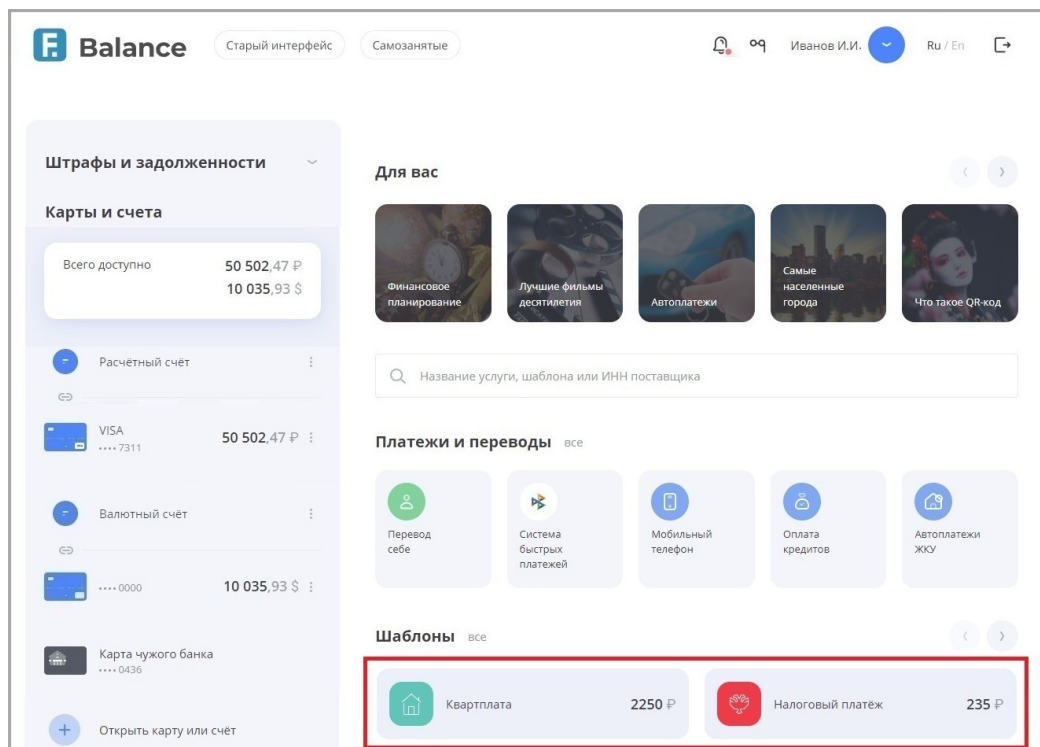 F. Balance
Старый интерфейс
Самозанятые
Иванов И.И.
Ru / En
Штрафы и задолженности
Карты и счета
Всего доступно 50 502,47 ₽
10 035,93 $
Расчётный счёт
VISA 50 502,47 ₽
•••• 7311
Валютный счёт
•••• 0000 10 035,93 $
Карта чужого банка
•••• 0436
Открыть карту или счёт
Для вас
Финансовое
планирование
Лучшие фильмы
десятилетия
Автоплатежи
Самые
населенные
города
Что такое QR-код
Название услуги, шаблона или ИНН поставщика
Платежи и переводы все
Перевод
себе
Система
быстрых
платежей
Мобильный
телефон
Оплата
кредитов
Автоплатежи
ЖКУ
Шаблоны все
Квартплата 2250 ₽
Налоговый платёж 235 ₽